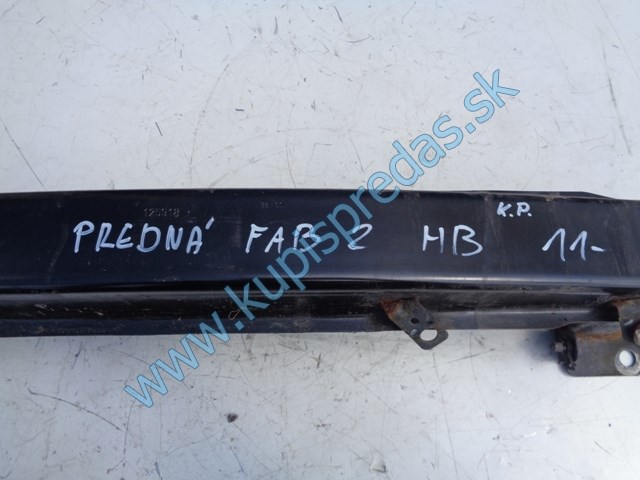 K.P.
PREDNÁ FAB 2 HB 11-
www.kupispredas.sk